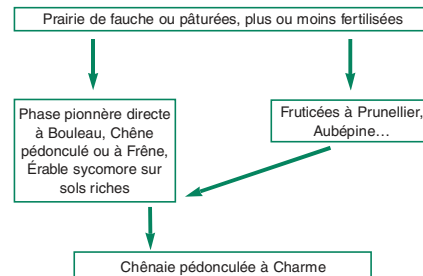 Prairie de fauche ou pâturées, plus ou moins fertilisées
Phase pionnère directe
à Bouleau, Chêne
pédonculé ou à Frêne,
Érable sycomore sur
sols riches
Fruticées à Prunellier,
Aubépine…
Chênaie pédonculée à Charme